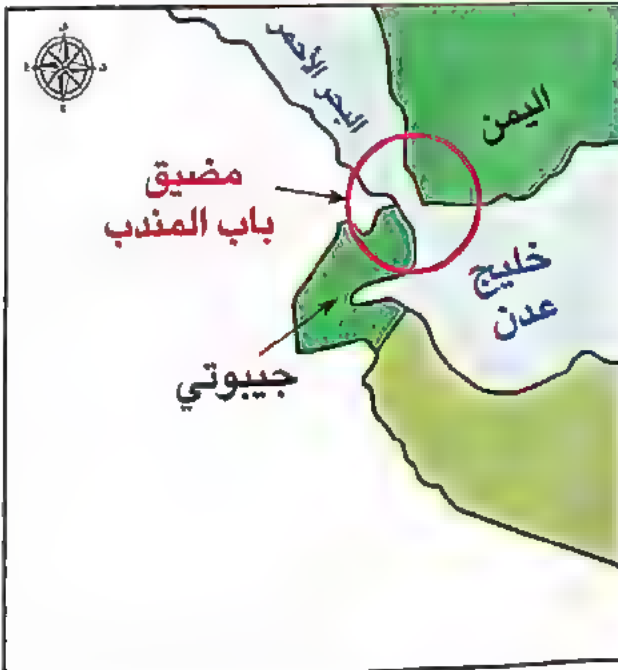 البحر الأحمر
اليمن
مضيق
باب المندب
خليج
عدن
جيبوتي